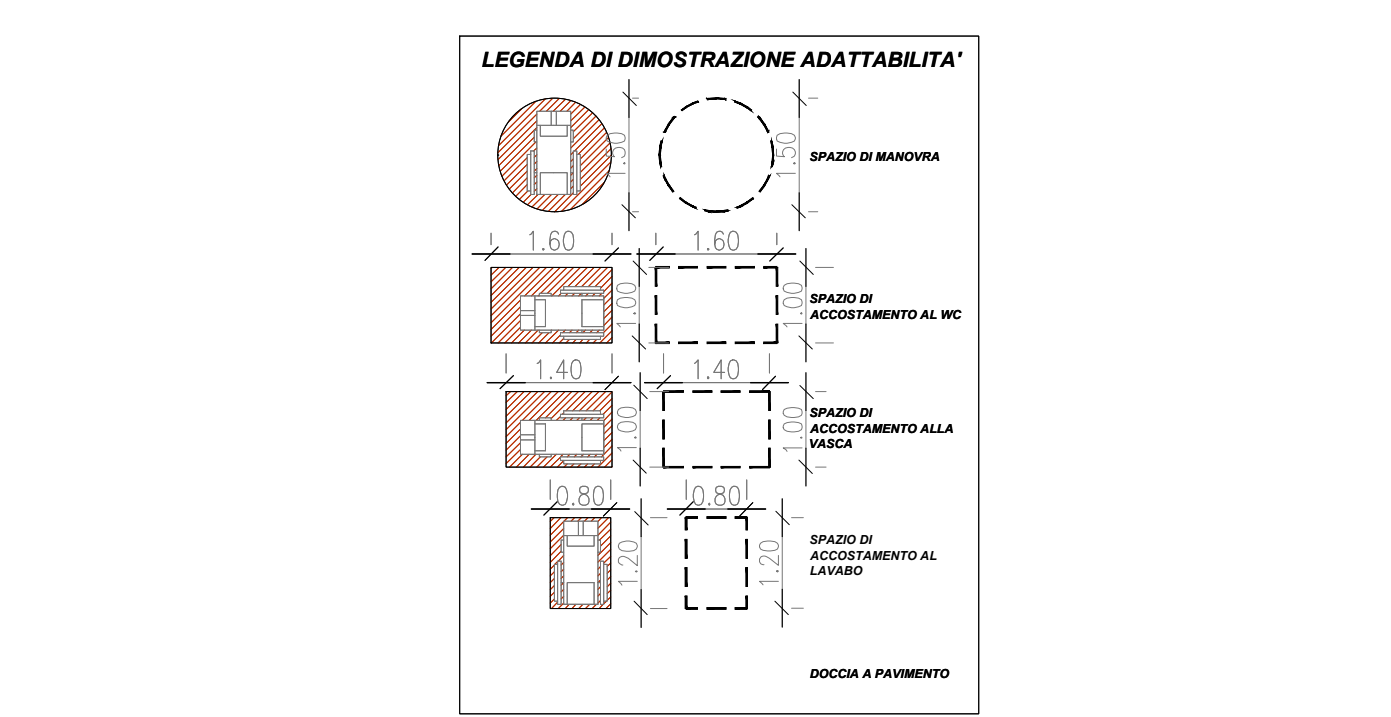 LEGENDA DI DIMOSTRAZIONE ADATTABILITA'
1.50
1.50
SPAZIO DI MANOVRA
1.60
1.60
1.00
1.00
SPAZIO DI
ACCOSTAMENTO AL WC
1.40
1.40
1.00
1.00
SPAZIO DI
ACCOSTAMENTO ALLA
VASCA
0.80
0.80
1.20
1.20
SPAZIO DI
ACCOSTAMENTO AL
LAVABO
DOCCIA A PAVIMENTO